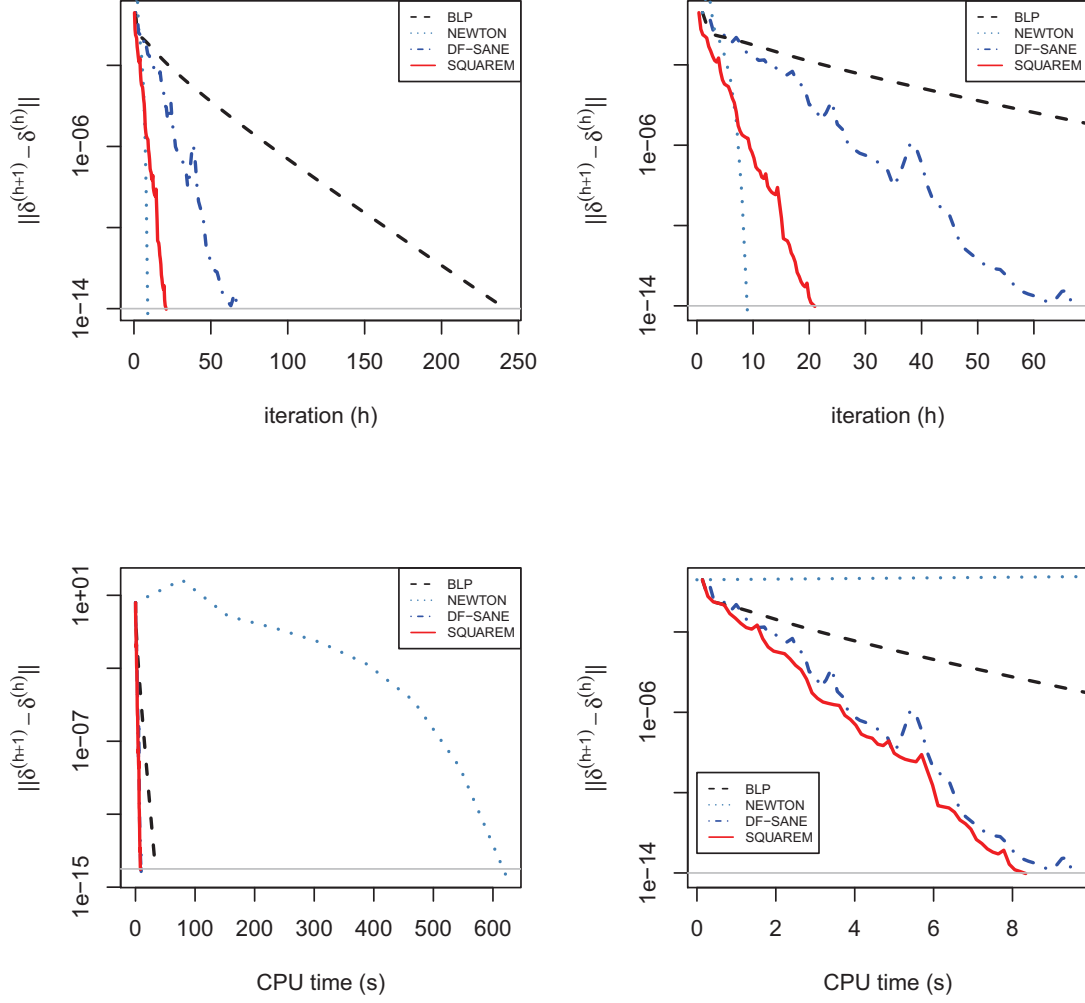 ||δ^(h+1) − δ^(h)||
1e−06
1e−14
BLP
NEWTON
DF−SANE
SQUAREM
0 50 100 150 200 250
iteration (h)
||δ^(h+1) − δ^(h)||
1e−06
1e−14
BLP
NEWTON
DF−SANE
SQUAREM
0 10 20 30 40 50 60
iteration (h)
||δ^(h+1) − δ^(h)||
1e+01
1e−07
1e−15
BLP
NEWTON
DF−SANE
SQUAREM
0 100 200 300 400 500 600
CPU time (s)
||δ^(h+1) − δ^(h)||
1e−06
1e−14
BLP
NEWTON
DF−SANE
SQUAREM
0 2 4 6 8
CPU time (s)